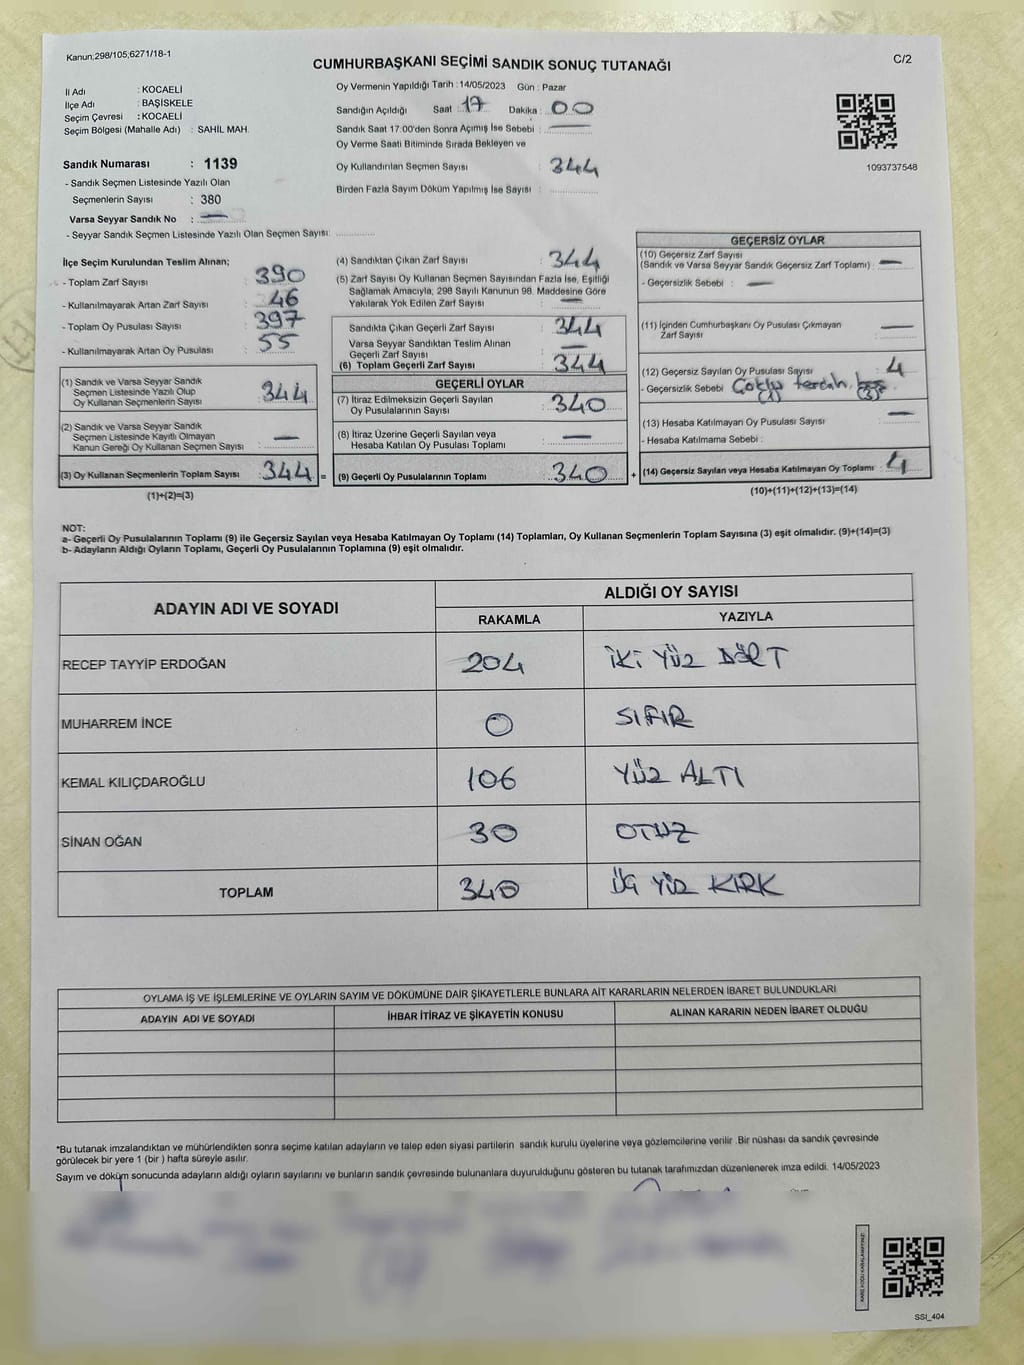 Kanun;298/105;6271/18-1
C/2
CUMHURBAŞKANI SEÇİMİ SANDIK SONUÇ TUTANAĞI
İl Adı : KOCAELİ
İlçe Adı : BAŞİSKELE
Seçim Çevresi : KOCAELİ
Seçim Bölgesi (Mahalle Adı) : SAHİL MAH.
Sandık Numarası : 1139
- Sandık Seçmen Listesinde Yazılı Olan
Seçmenlerin Sayısı : 380
Varsa Seyyar Sandık No : —
- Seyyar Sandık Seçmen Listesinde Yazılı Olan Seçmen Sayısı:
Oy Vermenin Yapıldığı Tarih : 14/05/2023 Gün : Pazar
Sandığın Açıldığı Saat : 17 Dakika : 00
Sandık Saat 17:00'den Sonra Açımış İse Sebebi : —
Oy Verme Saati Bitiminde Sırada Bekleyen ve
Oy Kullandırılan Seçmen Sayısı : 344
Birden Fazla Sayım Döküm Yapılmış İse Sayısı :
1093737548
İlçe Seçim Kurulundan Teslim Alınan;
- Toplam Zarf Sayısı : 390
- Kullanılmayarak Artan Zarf Sayısı : 46
- Toplam Oy Pusulası Sayısı : 397
- Kullanılmayarak Artan Oy Pusulası : 55
(1) Sandık ve Varsa Seyyar Sandık
Seçmen Listesinde Yazılı Olup
Oy Kullanan Seçmenlerin Sayısı : 344
(2) Sandık ve Varsa Seyyar Sandık
Seçmen Listesinde Kayıtlı Olmayan
Kanun Gereği Oy Kullanan Seçmen Sayısı : —
(3) Oy Kullanan Seçmenlerin Toplam Sayısı : 344 =
(1)+(2)=(3)
(4) Sandıktan Çıkan Zarf Sayısı : 344
(5) Zarf Sayısı Oy Kullanan Seçmen Sayısından Fazla İse, Eşitliği
Sağlamak Amacıyla, 298 Sayılı Kanunun 98. Maddesine Göre
Yakılarak Yok Edilen Zarf Sayısı : —
Sandıkta Çıkan Geçerli Zarf Sayısı : 344
Varsa Seyyar Sandıktan Teslim Alınan
Geçerli Zarf Sayısı : —
(6) Toplam Geçerli Zarf Sayısı : 344
GEÇERLİ OYLAR
(7) İtiraz Edilmeksizin Geçerli Sayılan
Oy Pusulalarının Sayısı : 340
(8) İtiraz Üzerine Geçerli Sayılan veya
Hesaba Katılan Oy Pusulası Toplamı : —
(9) Geçerli Oy Pusulalarının Toplamı : 340 +
GEÇERSİZ OYLAR
(10) Geçersiz Zarf Sayısı
(Sandık ve Varsa Seyyar Sandık Geçersiz Zarf Toplamı) : —
- Geçersizlik Sebebi : —
(11) İçinden Cumhurbaşkanı Oy Pusulası Çıkmayan
Zarf Sayısı : —
(12) Geçersiz Sayılan Oy Pusulası Sayısı : 4
- Geçersizlik Sebebi : Çoklu tercih, boş
(1) (3)
(13) Hesaba Katılmayan Oy Pusulası Sayısı : —
- Hesaba Katılmama Sebebi :
(14) Geçersiz Sayılan veya Hesaba Katılmayan Oy Toplamı : 4
(10)+(11)+(12)+(13)=(14)
NOT:
a- Geçerli Oy Pusulalarının Toplamı (9) ile Geçersiz Sayılan veya Hesaba Katılmayan Oy Toplamı (14) Toplamları, Oy Kullanan Seçmenlerin Toplam Sayısına (3) eşit olmalıdır. (9)+(14)=(3)
b- Adayların Aldığı Oyların Toplamı, Geçerli Oy Pusulalarının Toplamına (9) eşit olmalıdır.
ADAYIN ADI VE SOYADI
ALDIĞI OY SAYISI
RAKAMLA YAZIYLA
RECEP TAYYİP ERDOĞAN 204 İKİ YÜZ DÖRT
MUHARREM İNCE 0 SIFIR
KEMAL KILIÇDAROĞLU 106 YÜZ ALTI
SİNAN OĞAN 30 OTUZ
TOPLAM 340 ÜÇ YÜZ KIRK
OYLAMA İŞ VE İŞLEMLERİNE VE OYLARIN SAYIM VE DÖKÜMÜNE DAİR ŞİKAYETLERLE BUNLARA AİT KARARLARIN NELERDEN İBARET BULUNDUKLARI
ADAYIN ADI VE SOYADI İHBAR İTİRAZ VE ŞİKAYETİN KONUSU ALINAN KARARIN NEDEN İBARET OLDUĞU
*Bu tutanak imzalandıktan ve mühürlendikten sonra seçime katılan adayların ve talep eden siyasi partilerin sandık kurulu üyelerine veya gözlemcilerine verilir .Bir nüshası da sandık çevresinde
görülecek bir yere 1 (bir ) hafta süreyle asılır.
Sayım ve döküm sonucunda adayların aldığı oyların sayılarını ve bunların sandık çevresinde bulunanlara duyurulduğunu gösteren bu tutanak tarafımızdan düzenlenerek imza edildi. 14/05/2023
KARE KODU KARALAMAYINIZ!
SSI_404